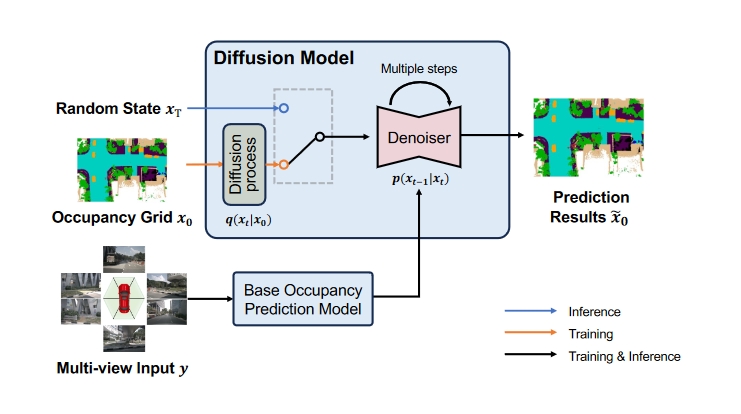 Diffusion Model
Multiple steps
Random State x_T
Denoiser
Diffusion
process
p(x_{t−1}|x_t)
Occupancy Grid x_0
q(x_t|x_0)
Prediction
Results x̃_0
Base Occupancy
Prediction Model
Multi-view Input y
Inference
Training
Training & Inference